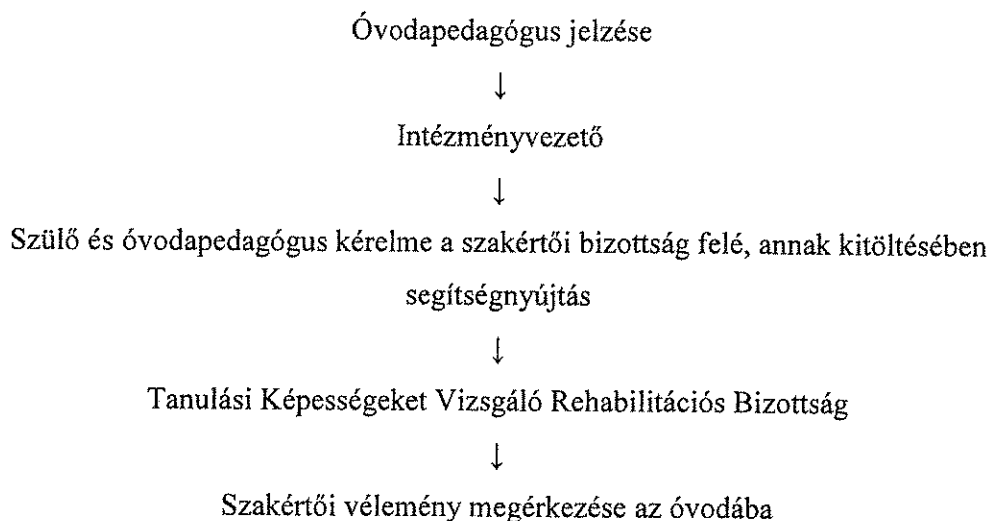 Óvodapedagógus jelzése
↓
Intézményvezető
↓
Szülő és óvodapedagógus kérelme a szakértői bizottság felé, annak kitöltésében
segítségnyújtás
↓
Tanulási Képességeket Vizsgáló Rehabilitációs Bizottság
↓
Szakértői vélemény megérkezése az óvodába